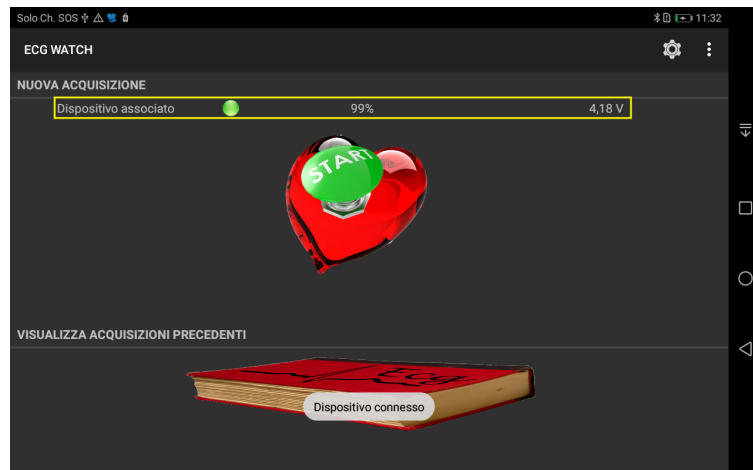 Solo Ch. SOS 11:32
ECG WATCH
NUOVA ACQUISIZIONE
Dispositivo associato 99% 4,18 V
START
VISUALIZZA ACQUISIZIONI PRECEDENTI
Ecg
Dispositivo connesso